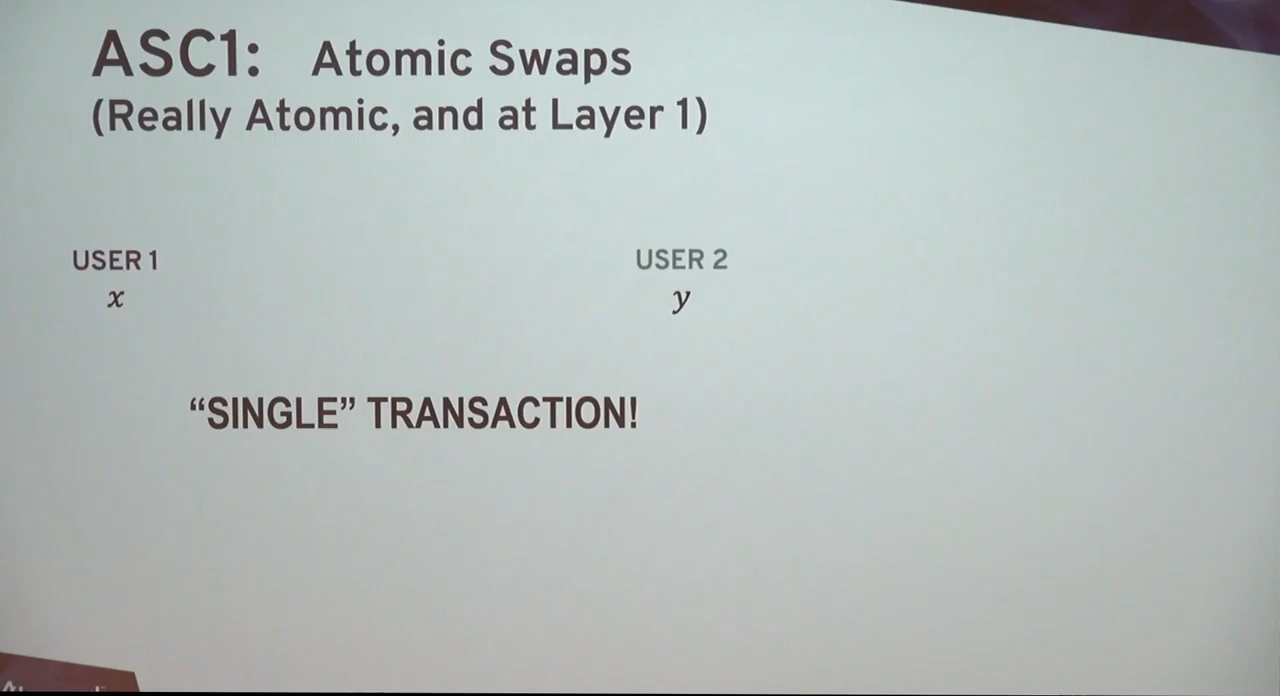 ASC1: Atomic Swaps
(Really Atomic, and at Layer 1)
USER 1
USER 2
x
y
“SINGLE” TRANSACTION!